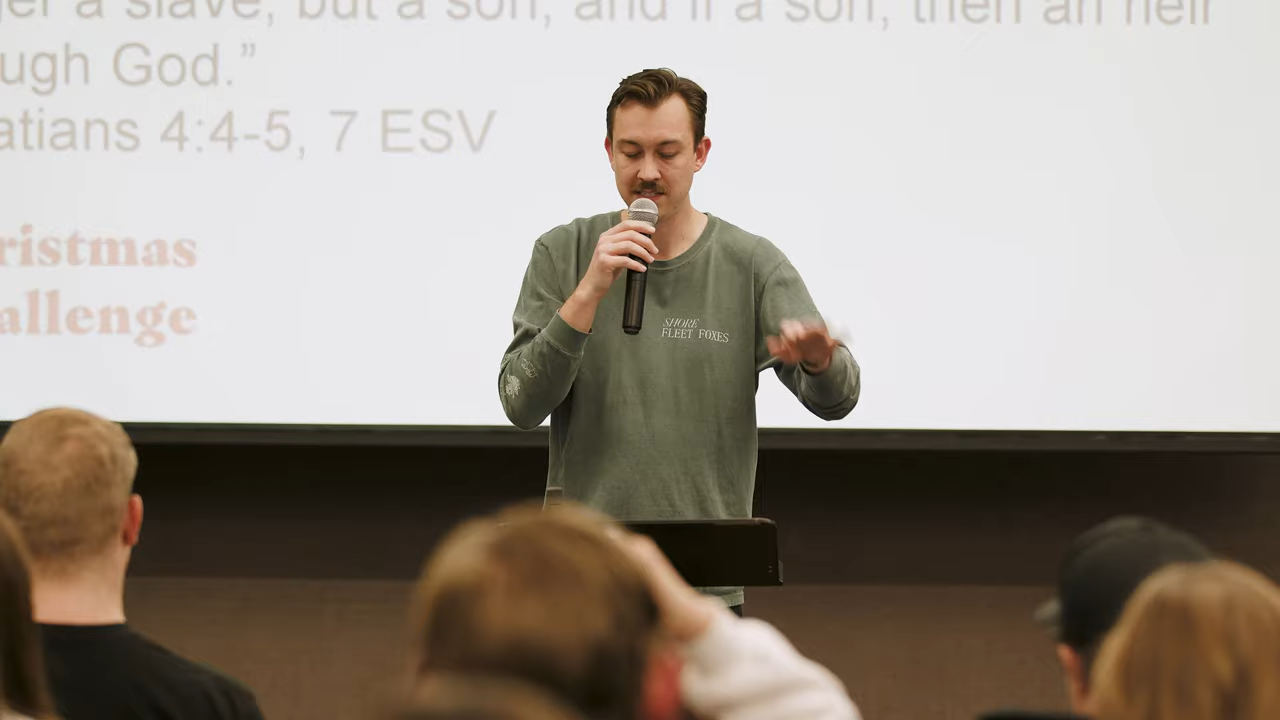 ger a slave, but a son, and if a son, then an heir
ugh God.”
atians 4:4-5, 7 ESV
ristmas
allenge
SHORE
FLEET FOXES